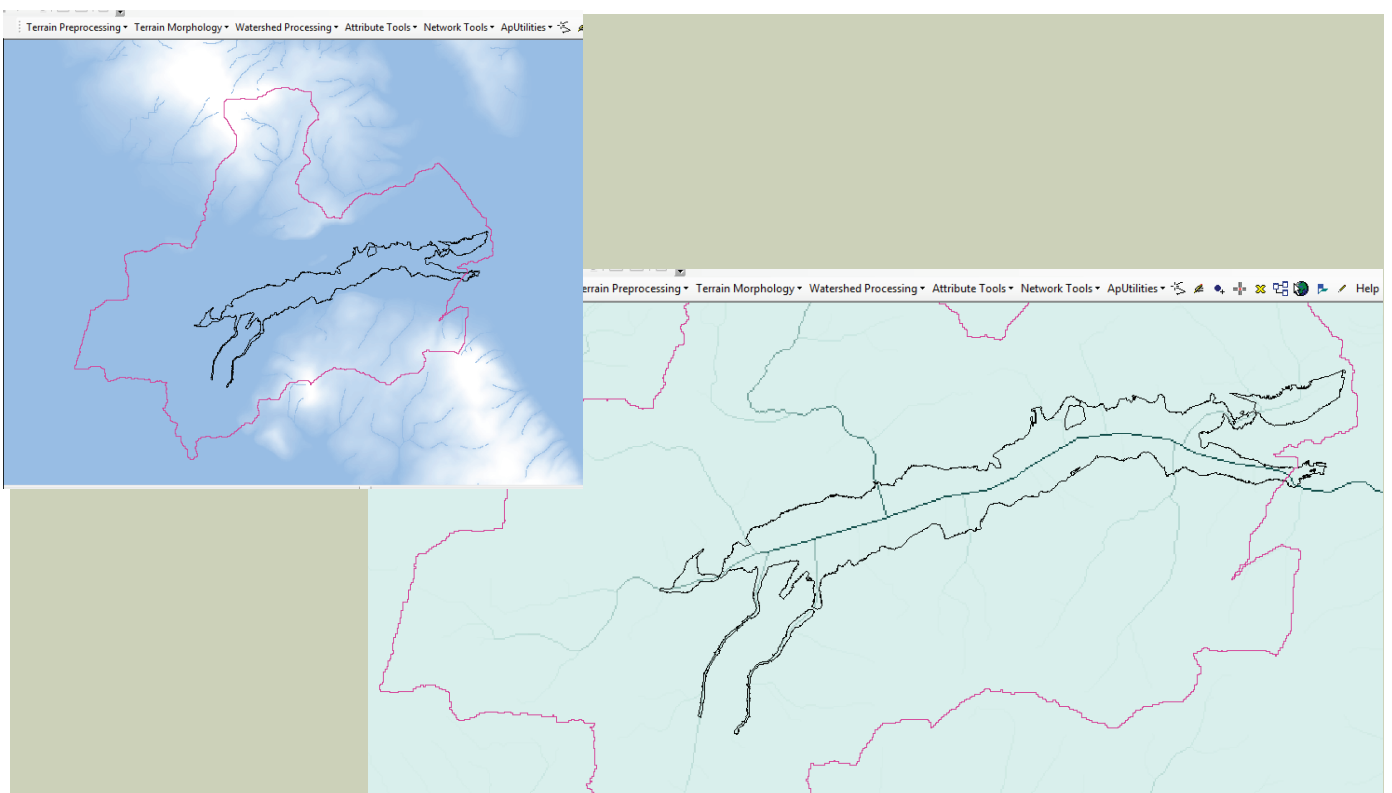 Terrain Preprocessing Terrain Morphology Watershed Processing Attribute Tools Network Tools ApUtilities
errain Preprocessing Terrain Morphology Watershed Processing Attribute Tools Network Tools ApUtilities Help